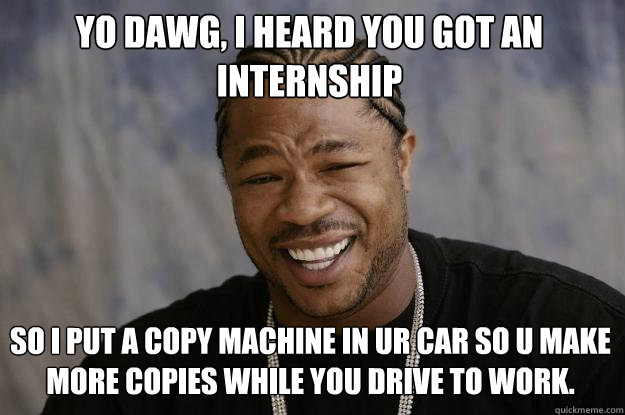 YO DAWG, I HEARD YOU GOT AN
INTERNSHIP
SO I PUT A COPY MACHINE IN UR CAR SO U MAKE
MORE COPIES WHILE YOU DRIVE TO WORK.
quickmeme.com